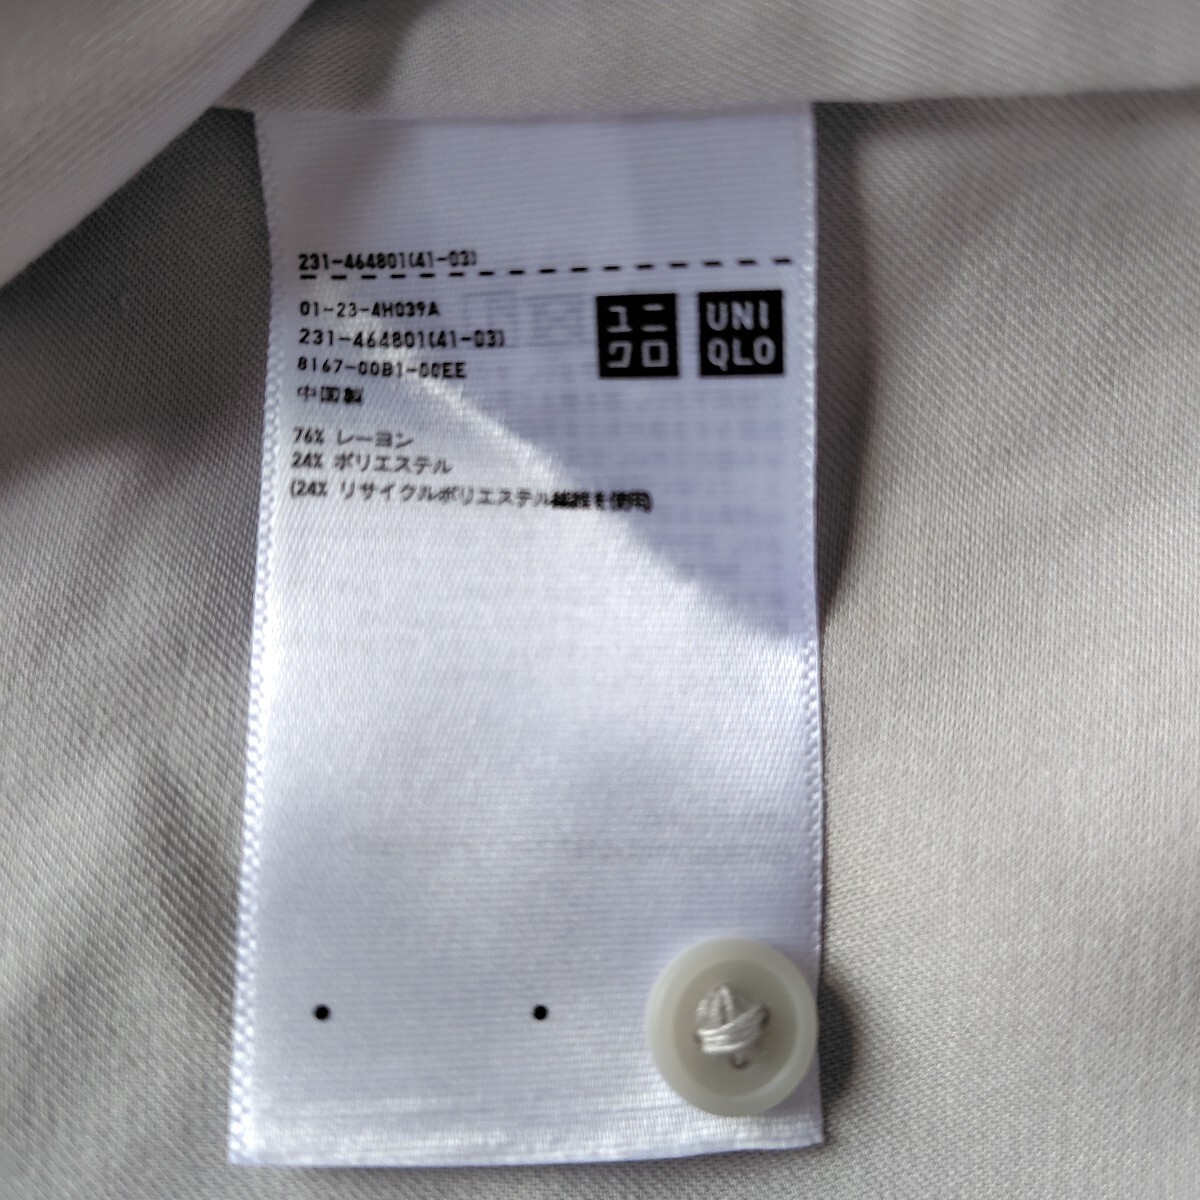 231-464801(41-03)
01-23-4H039A
231-464801(41-03)
8167-00B1-00EE
中国製
ユニ
クロ
UNI
QLO
76% レーヨン
24% ポリエステル
(24% リサイクルポリエステル繊維を使用)